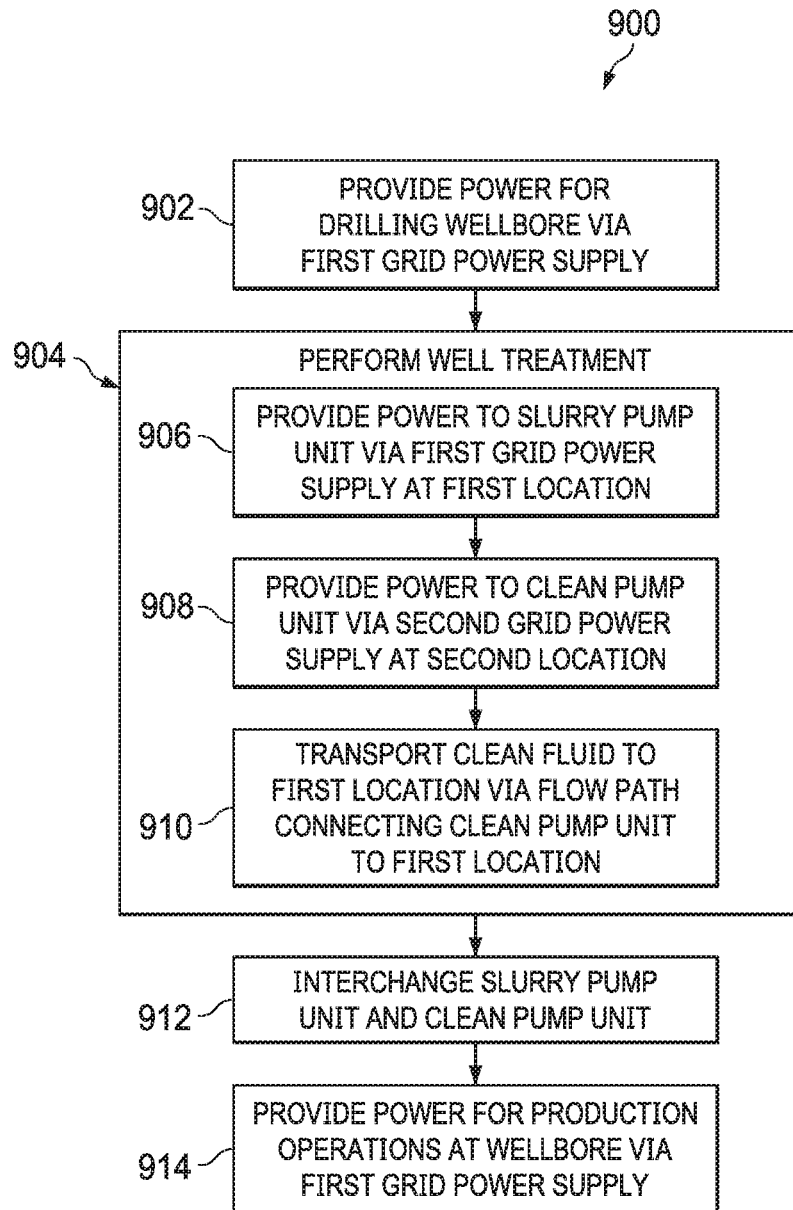 900
902
PROVIDE POWER FOR
DRILLING WELLBORE VIA
FIRST GRID POWER SUPPLY
904
PERFORM WELL TREATMENT
906
PROVIDE POWER TO SLURRY PUMP
UNIT VIA FIRST GRID POWER
SUPPLY AT FIRST LOCATION
908
PROVIDE POWER TO CLEAN PUMP
UNIT VIA SECOND GRID POWER
SUPPLY AT SECOND LOCATION
910
TRANSPORT CLEAN FLUID TO
FIRST LOCATION VIA FLOW PATH
CONNECTING CLEAN PUMP UNIT
TO FIRST LOCATION
912
INTERCHANGE SLURRY PUMP
UNIT AND CLEAN PUMP UNIT
914
PROVIDE POWER FOR PRODUCTION
OPERATIONS AT WELLBORE VIA
FIRST GRID POWER SUPPLY